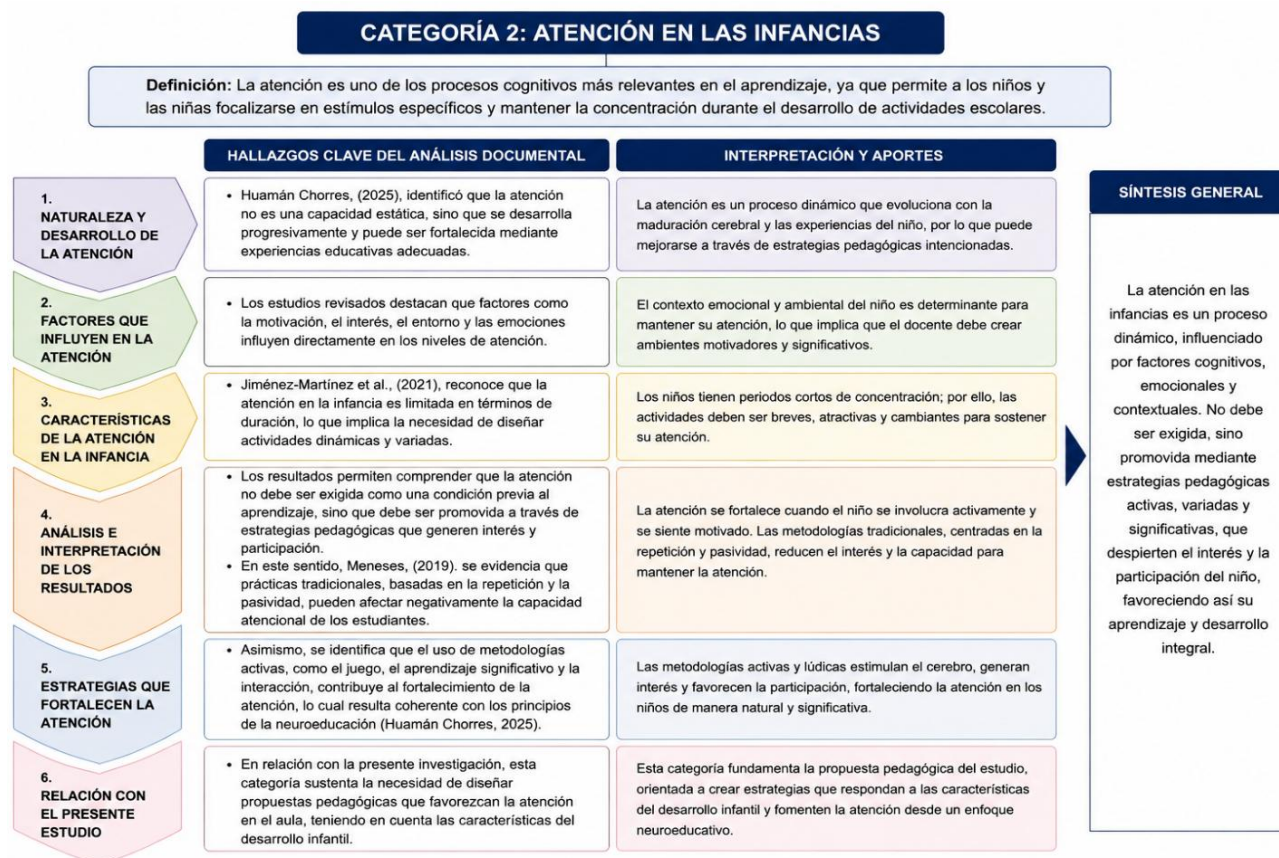 CATEGORÍA 2: ATENCIÓN EN LAS INFANCIAS
Definición: La atención es uno de los procesos cognitivos más relevantes en el aprendizaje, ya que permite a los niños y
las niñas focalizarse en estímulos específicos y mantener la concentración durante el desarrollo de actividades escolares.
HALLAZGOS CLAVE DEL ANÁLISIS DOCUMENTAL
INTERPRETACIÓN Y APORTES
1.
NATURALEZA Y
DESARROLLO DE
LA ATENCIÓN
• Huamán Chorres, (2025), identificó que la atención
no es una capacidad estática, sino que se desarrolla
progresivamente y puede ser fortalecida mediante
experiencias educativas adecuadas.
La atención es un proceso dinámico que evoluciona con la
maduración cerebral y las experiencias del niño, por lo que puede
mejorarse a través de estrategias pedagógicas intencionadas.
2.
FACTORES QUE
INFLUYEN EN LA
ATENCIÓN
• Los estudios revisados destacan que factores como
la motivación, el interés, el entorno y las emociones
influyen directamente en los niveles de atención.
El contexto emocional y ambiental del niño es determinante para
mantener su atención, lo que implica que el docente debe crear
ambientes motivadores y significativos.
3.
CARACTERÍSTICAS
DE LA ATENCIÓN
EN LA INFANCIA
• Jiménez-Martínez et al., (2021), reconoce que la
atención en la infancia es limitada en términos de
duración, lo que implica la necesidad de diseñar
actividades dinámicas y variadas.
Los niños tienen periodos cortos de concentración; por ello, las
actividades deben ser breves, atractivas y cambiantes para sostener
su atención.
4.
ANÁLISIS E
INTERPRETACIÓN
DE LOS
RESULTADOS
• Los resultados permiten comprender que la atención
no debe ser exigida como una condición previa al
aprendizaje, sino que debe ser promovida a través de
estrategias pedagógicas que generen interés y
participación.
• En este sentido, Meneses, (2019). se evidencia que
prácticas tradicionales, basadas en la repetición y la
pasividad, pueden afectar negativamente la capacidad
atencional de los estudiantes.
La atención se fortalece cuando el niño se involucra activamente y
se siente motivado. Las metodologías tradicionales, centradas en la
repetición y pasividad, reducen el interés y la capacidad para
mantener la atención.
5.
ESTRATEGIAS QUE
FORTALECEN LA
ATENCIÓN
• Asimismo, se identifica que el uso de metodologías
activas, como el juego, el aprendizaje significativo y la
interacción, contribuye al fortalecimiento de la
atención, lo cual resulta coherente con los principios
de la neuroeducación (Huamán Chorres, 2025).
Las metodologías activas y lúdicas estimulan el cerebro, generan
interés y favorecen la participación, fortaleciendo la atención en los
niños de manera natural y significativa.
6.
RELACIÓN CON
EL PRESENTE
ESTUDIO
• En relación con la presente investigación, esta
categoría sustenta la necesidad de diseñar
propuestas pedagógicas que favorezcan la atención
en el aula, teniendo en cuenta las características del
desarrollo infantil.
Esta categoría fundamenta la propuesta pedagógica del estudio,
orientada a crear estrategias que respondan a las características
del desarrollo infantil y fomenten la atención desde un enfoque
neuroeducativo.
SÍNTESIS GENERAL
La atención en las
infancias es un proceso
dinámico, influenciado
por factores cognitivos,
emocionales y
contextuales. No debe
ser exigida, sino
promovida mediante
estrategias pedagógicas
activas, variadas y
significativas, que
despierten el interés y la
participación del niño,
favoreciendo así su
aprendizaje y desarrollo
integral.